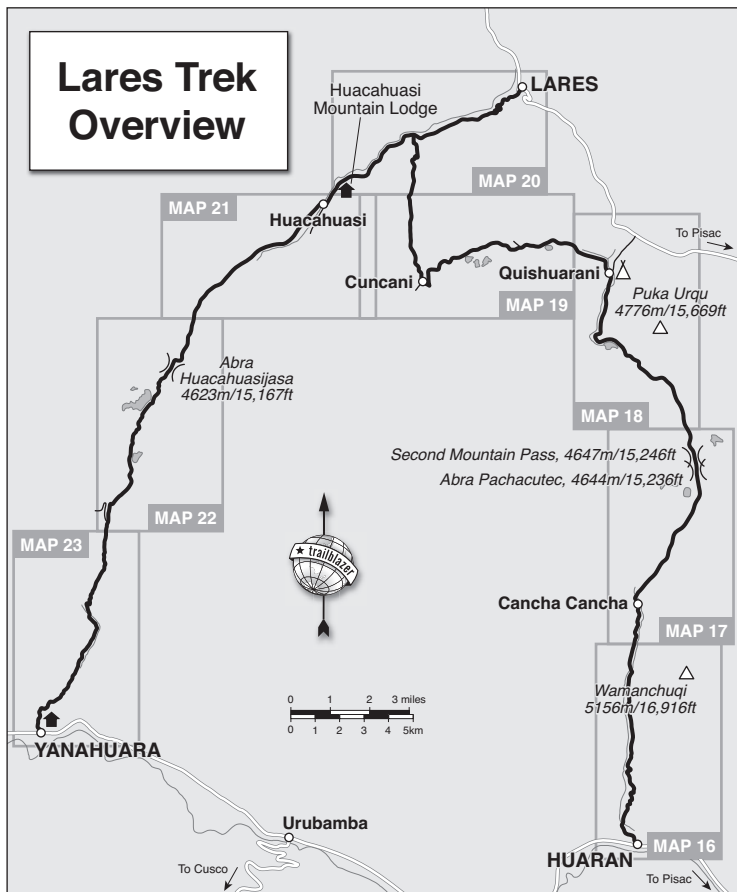 Lares Trek
Overview
Huacahuasi
Mountain Lodge
LARES
MAP 20
MAP 21
Huacahuasi
To Pisac
Cuncani
Quishuarani
MAP 19
Puka Urqu
4776m/15,669ft
Abra
Huacahuasijasa
4623m/15,167ft
MAP 18
Second Mountain Pass, 4647m/15,246ft
Abra Pachacutec, 4644m/15,236ft
MAP 22
MAP 23
trailblazer
Cancha Cancha
MAP 17
Wamanchuqi
5156m/16,916ft
0 1 2 3 miles
0 1 2 3 4 5km
YANAHUARA
Urubamba
MAP 16
HUARAN
To Cusco
To Pisac